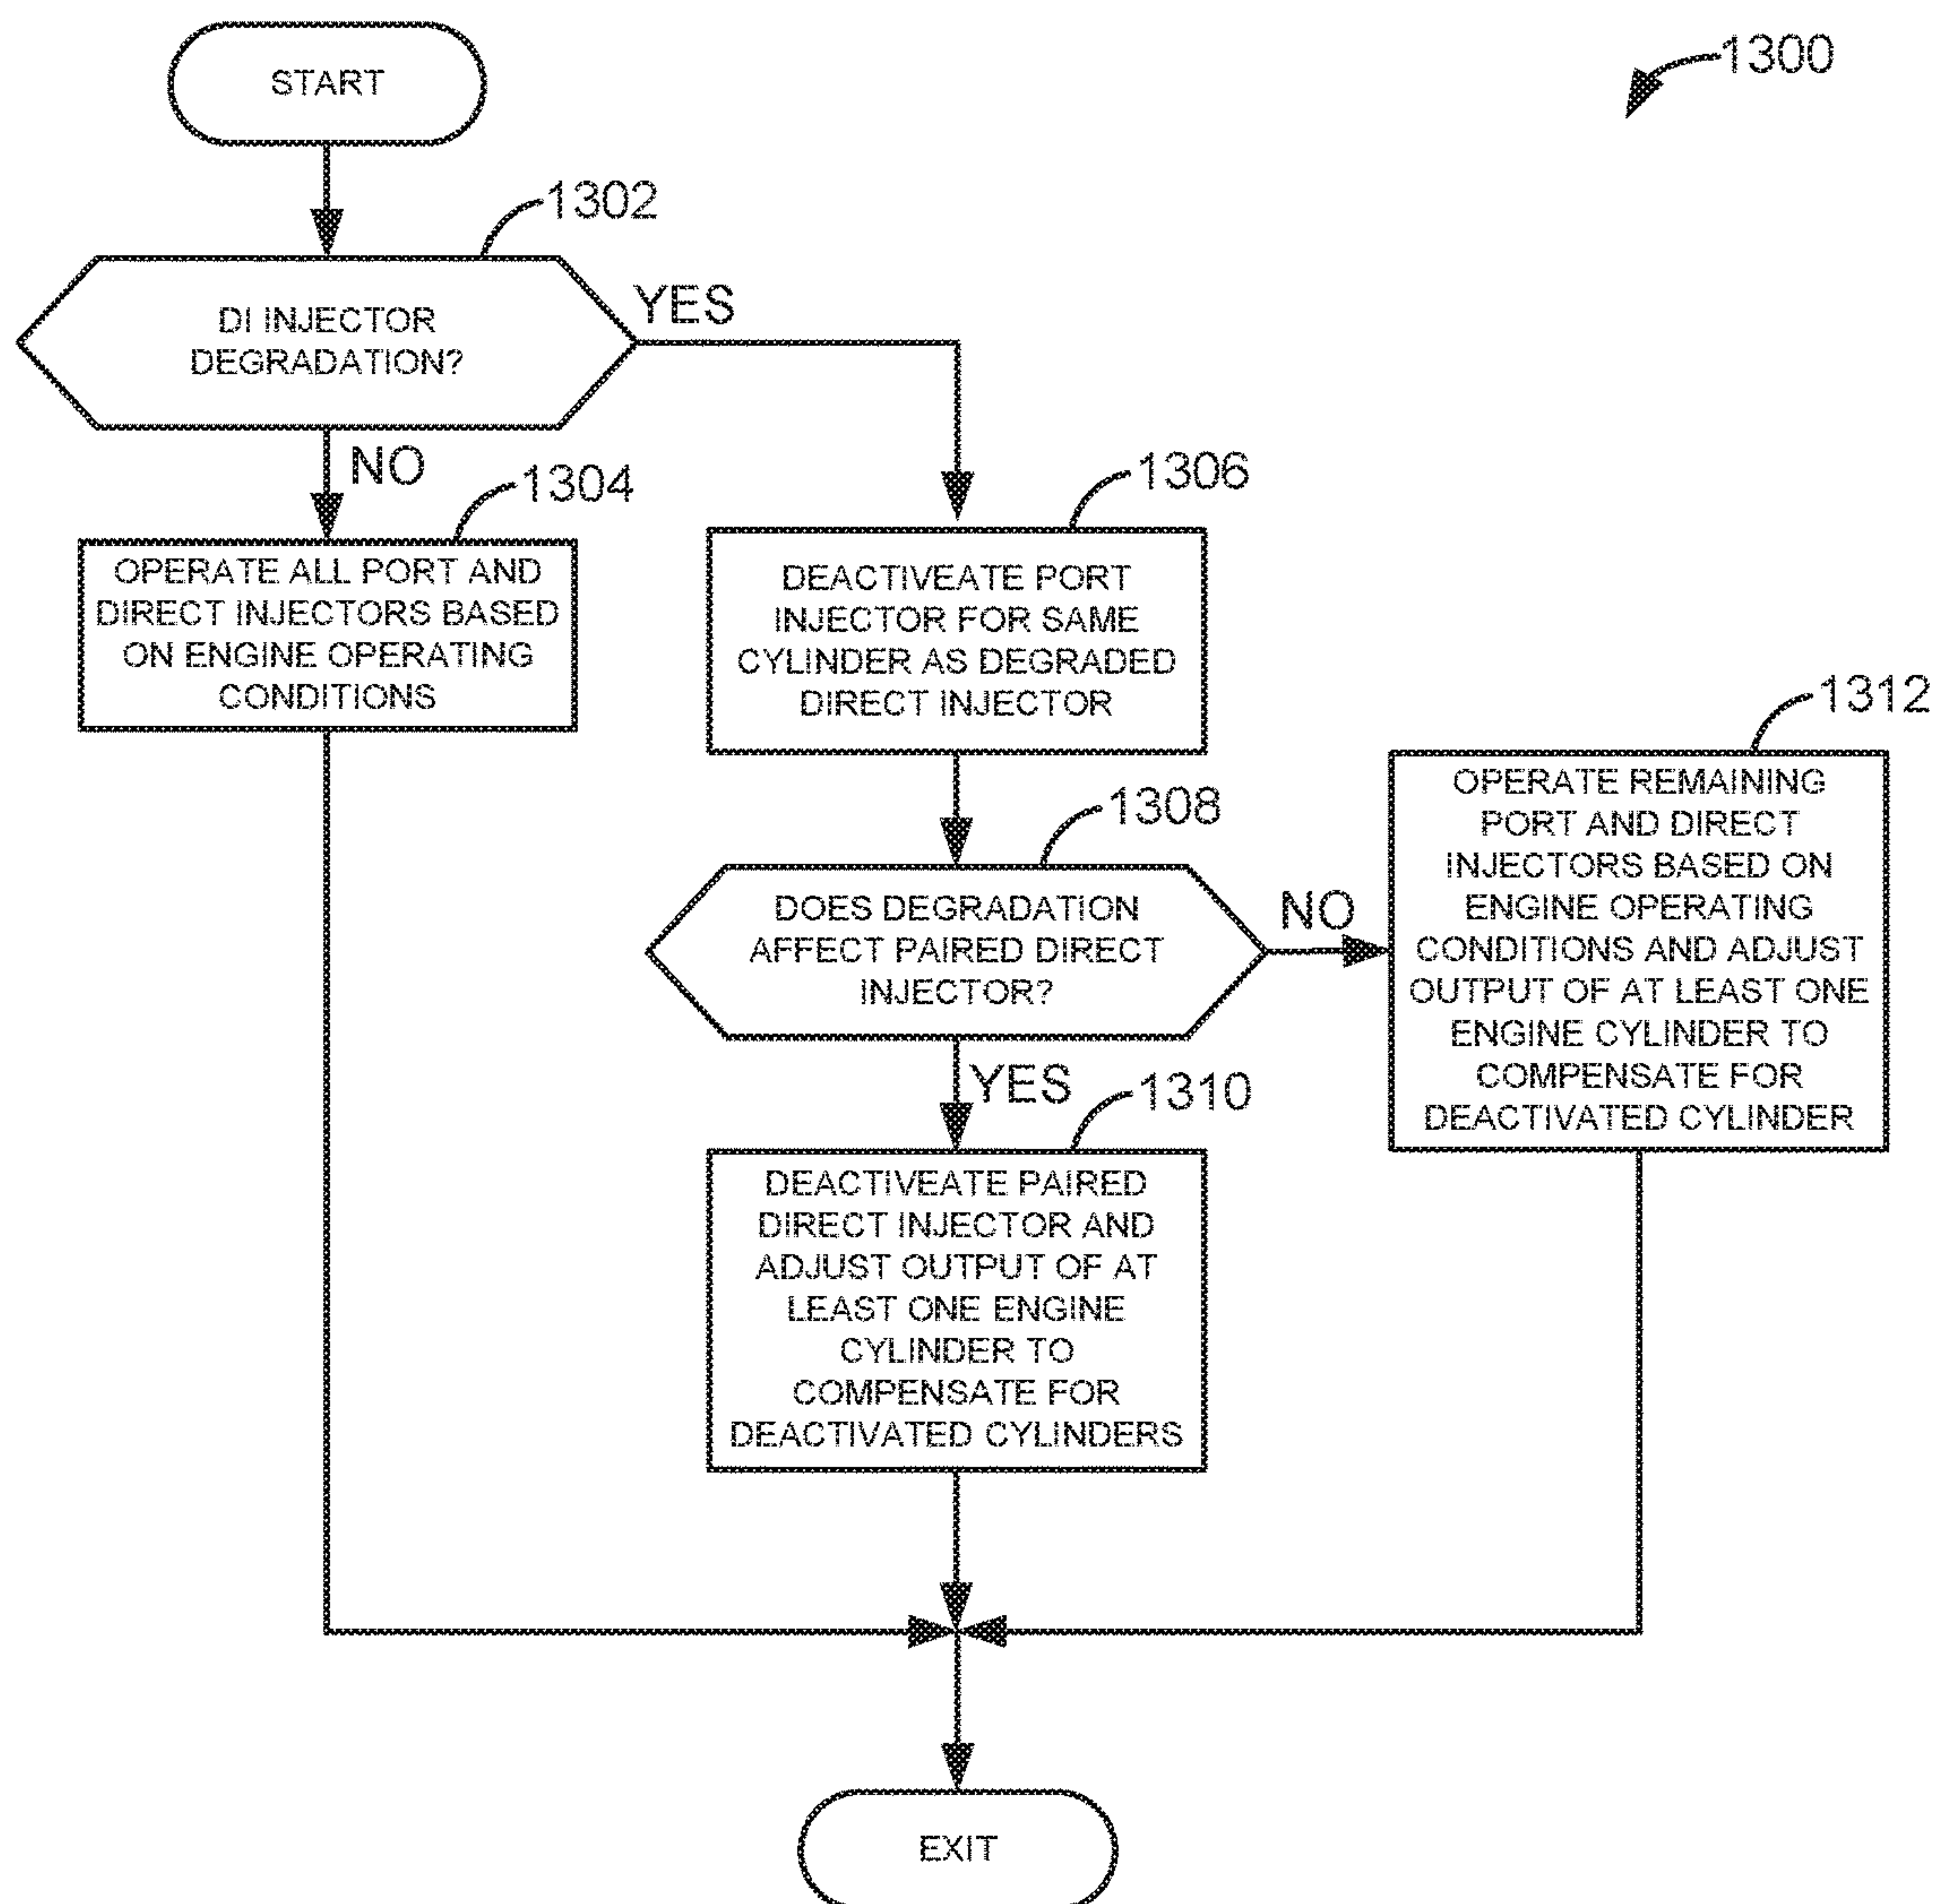 START
1300
1302
DI INJECTOR
DEGRADATION?
YES
NO
1304
OPERATE ALL PORT AND
DIRECT INJECTORS BASED
ON ENGINE OPERATING
CONDITIONS
1306
DEACTIVEATE PORT
INJECTOR FOR SAME
CYLINDER AS DEGRADED
DIRECT INJECTOR
1308
DOES DEGRADATION
AFFECT PAIRED DIRECT
INJECTOR?
NO
1312
OPERATE REMAINING
PORT AND DIRECT
INJECTORS BASED ON
ENGINE OPERATING
CONDITIONS AND ADJUST
OUTPUT OF AT LEAST ONE
ENGINE CYLINDER TO
COMPENSATE FOR
DEACTIVATED CYLINDER
YES
1310
DEACTIVEATE PAIRED
DIRECT INJECTOR AND
ADJUST OUTPUT OF AT
LEAST ONE ENGINE
CYLINDER TO
COMPENSATE FOR
DEACTIVATED CYLINDERS
EXIT